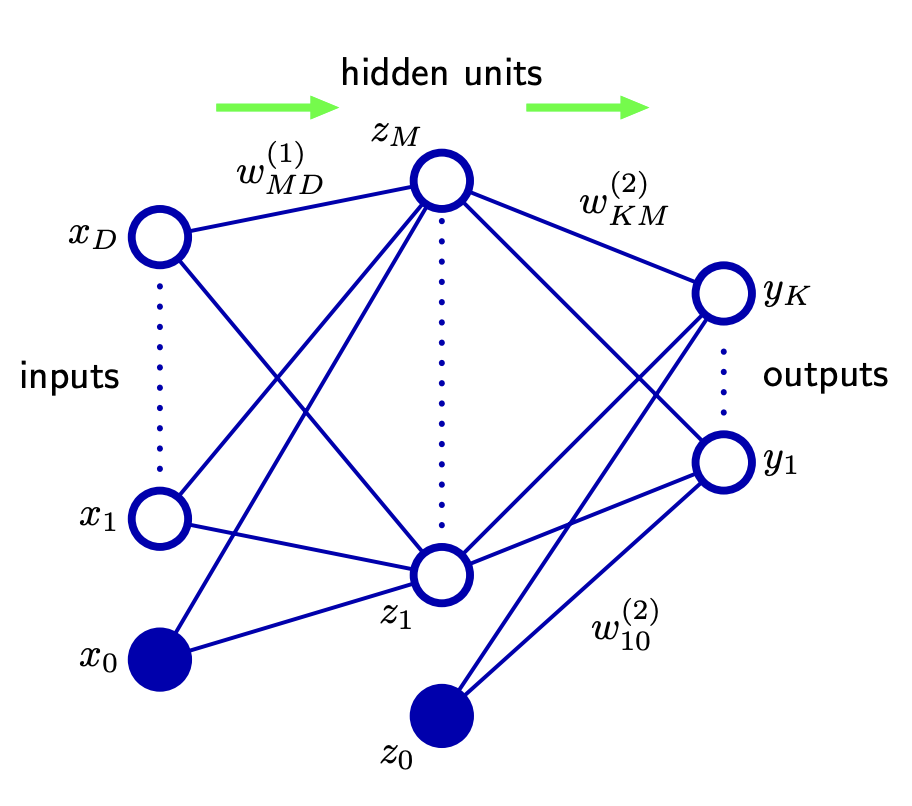 hidden units
z_M
w_{MD}^{(1)}
w_{KM}^{(2)}
x_D
y_K
inputs
outputs
y_1
x_1
z_1
w_{10}^{(2)}
x_0
z_0